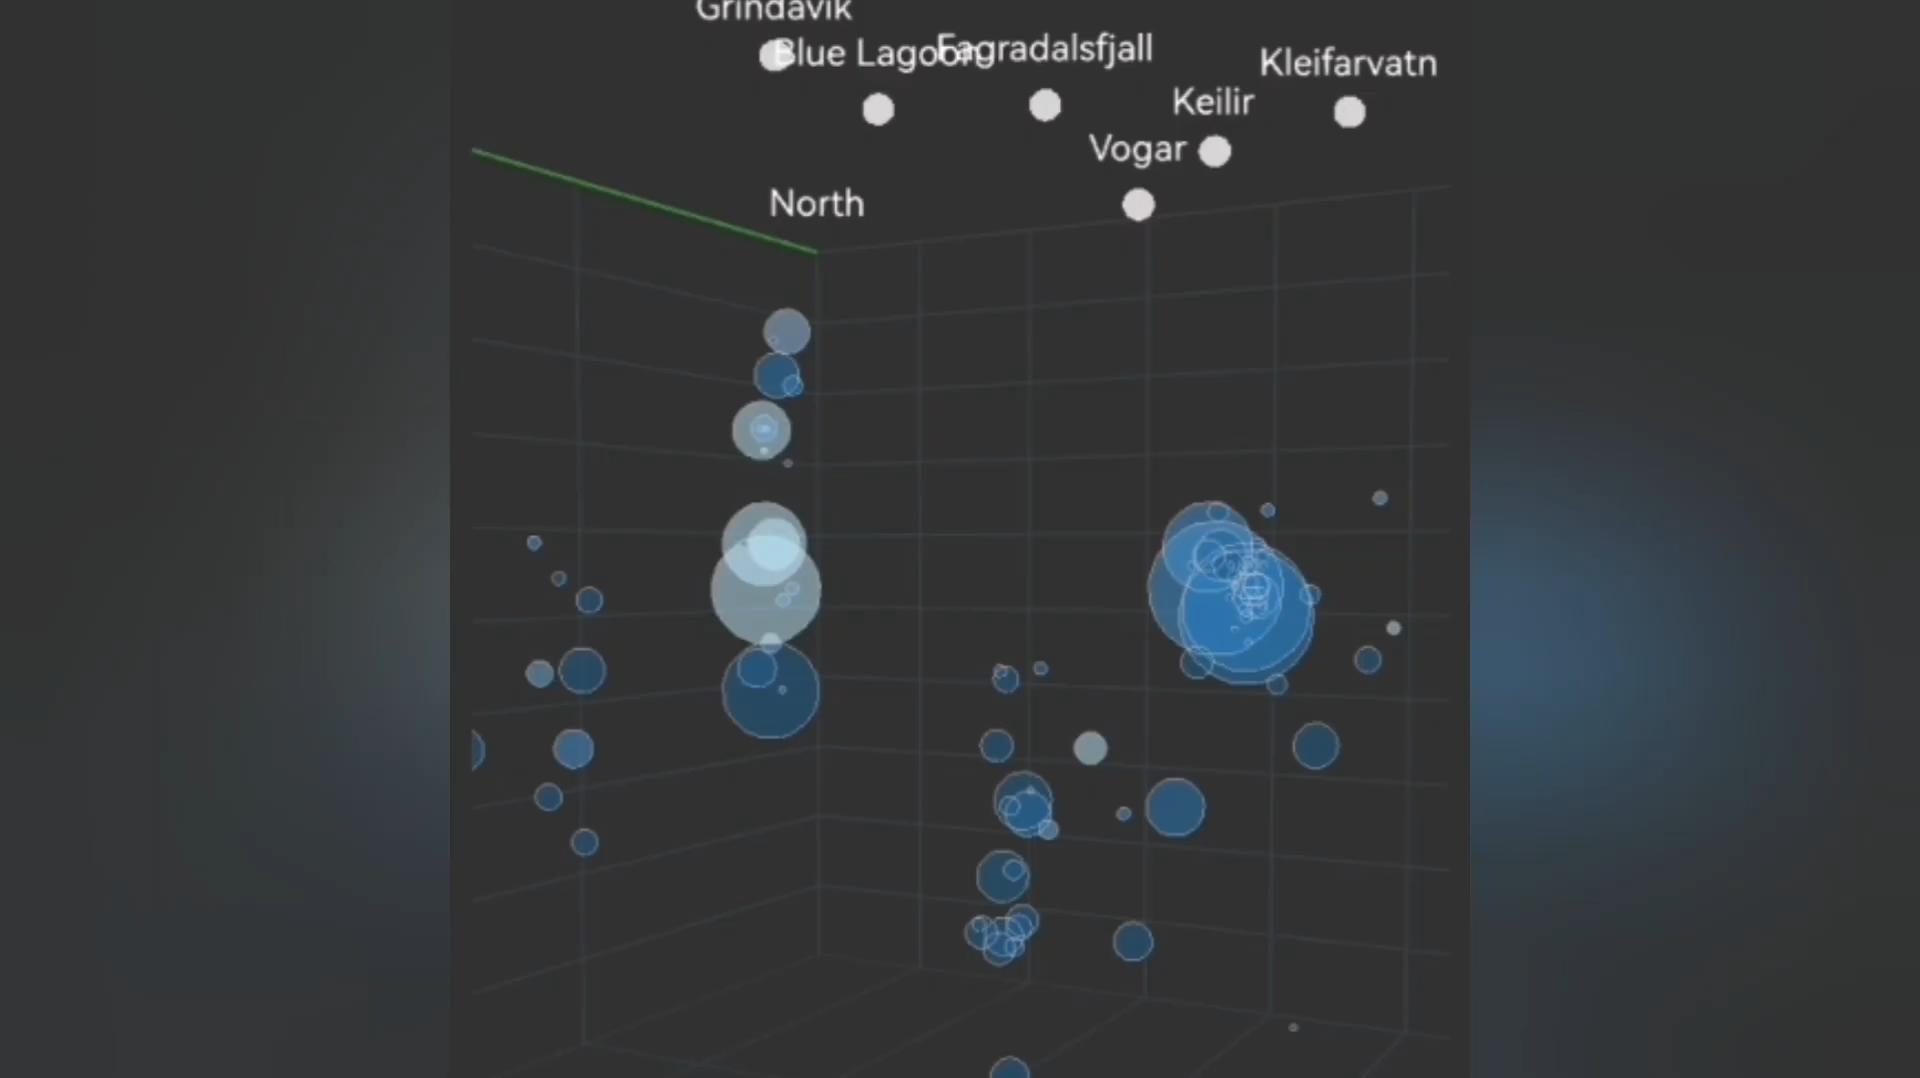 Grindavik
Blue Lagoon
Fagradalsfjall
Kleifarvatn
Keilir
Vogar
North